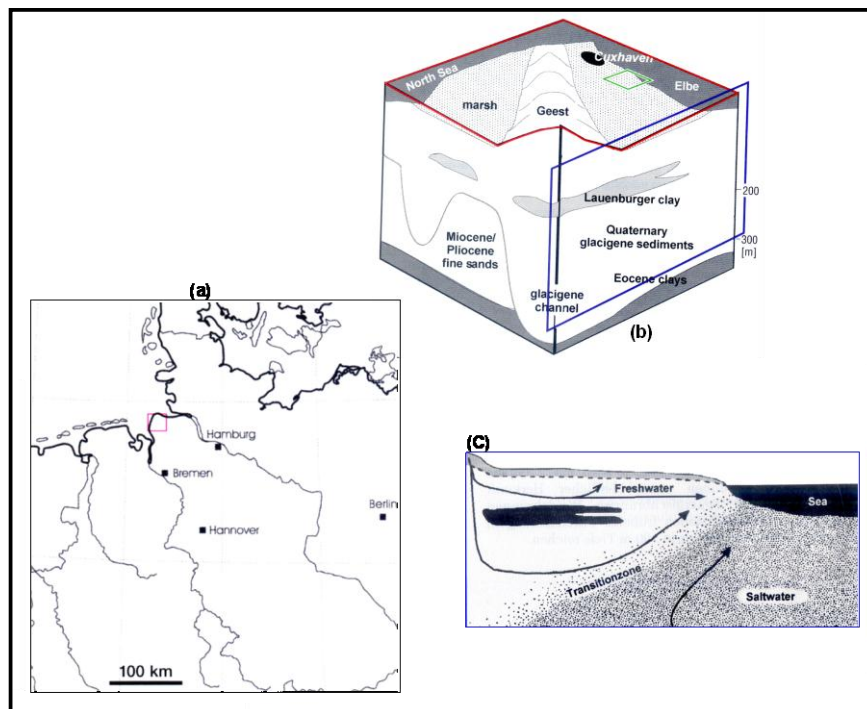 Cuxhaven
North Sea
Elbe
marsh
Geest
200
Lauenburger clay
Quaternary
glacigene sediments
Miocene/
Pliocene
fine sands
300
[m]
Eocene clays
glacigene
channel
(b)
(a)
Hamburg
Bremen
Berlin
Hannover
100 km
(C)
Freshwater
Sea
Transitionzone
Saltwater